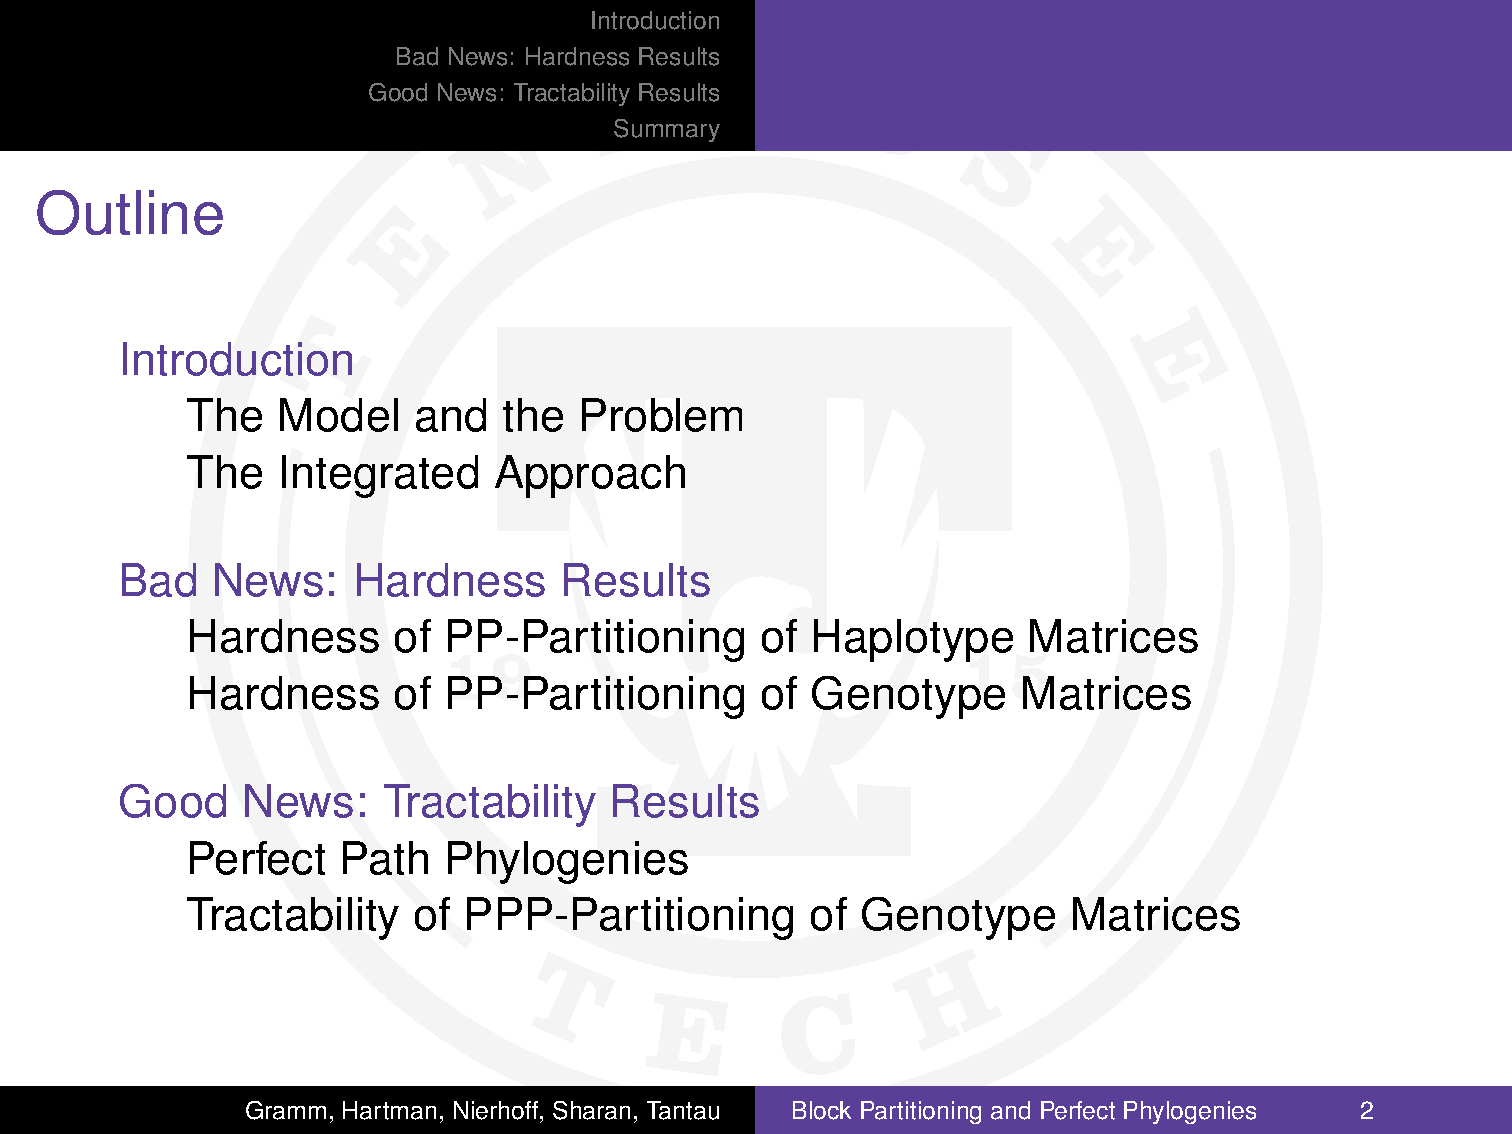 Introduction
Bad News: Hardness Results
Good News: Tractability Results
Summary
Outline
Introduction
The Model and the Problem
The Integrated Approach
Bad News: Hardness Results
Hardness of PP-Partitioning of Haplotype Matrices
Hardness of PP-Partitioning of Genotype Matrices
Good News: Tractability Results
Perfect Path Phylogenies
Tractability of PPP-Partitioning of Genotype Matrices
TECH
Gramm, Hartman, Nierhoff, Sharan, Tantau
Block Partitioning and Perfect Phylogenies
2